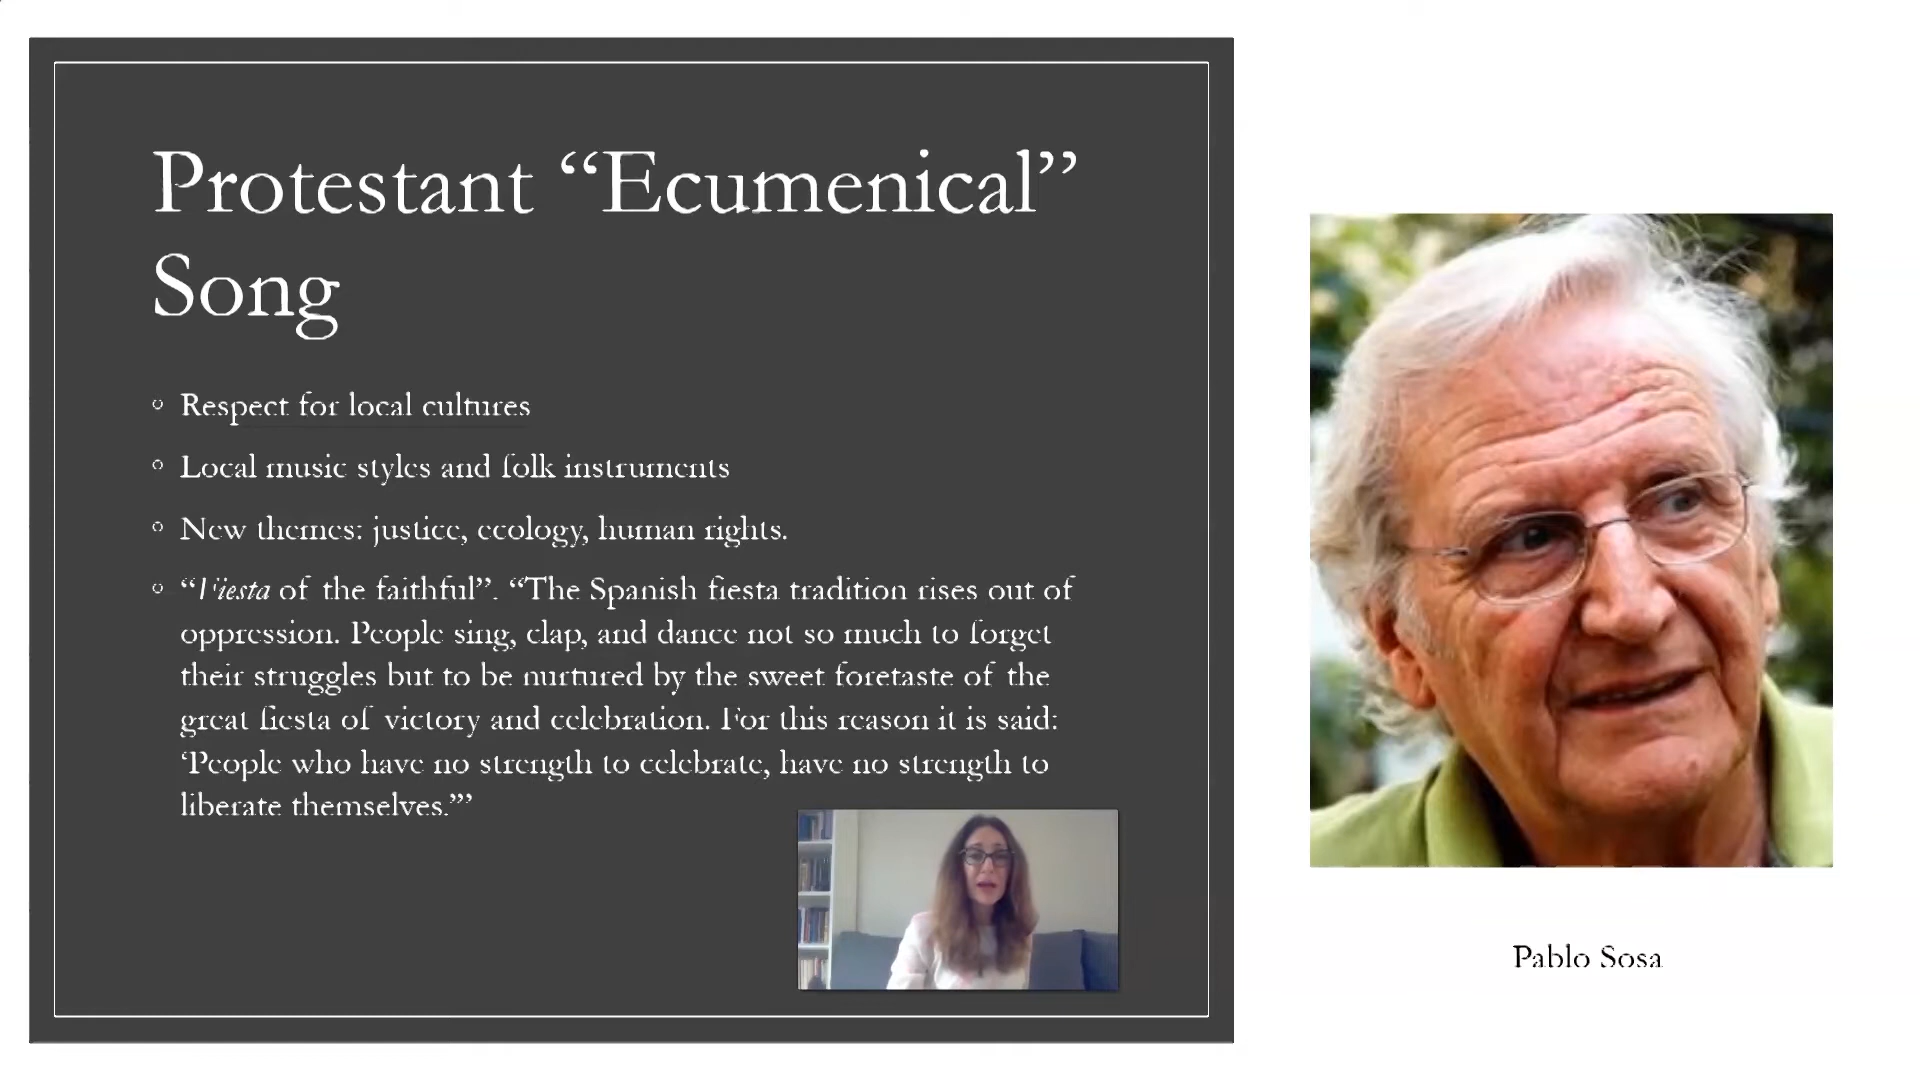 Protestant “Ecumenical”
Song
Respect for local cultures
Local music styles and folk instruments
New themes: justice, ecology, human rights.
“Fiesta of the faithful”. “The Spanish fiesta tradition rises out of
oppression. People sing, clap, and dance not so much to forget
their struggles but to be nurtured by the sweet foretaste of the
great fiesta of victory and celebration. For this reason it is said:
‘People who have no strength to celebrate, have no strength to
liberate themselves.’”
Pablo Sosa